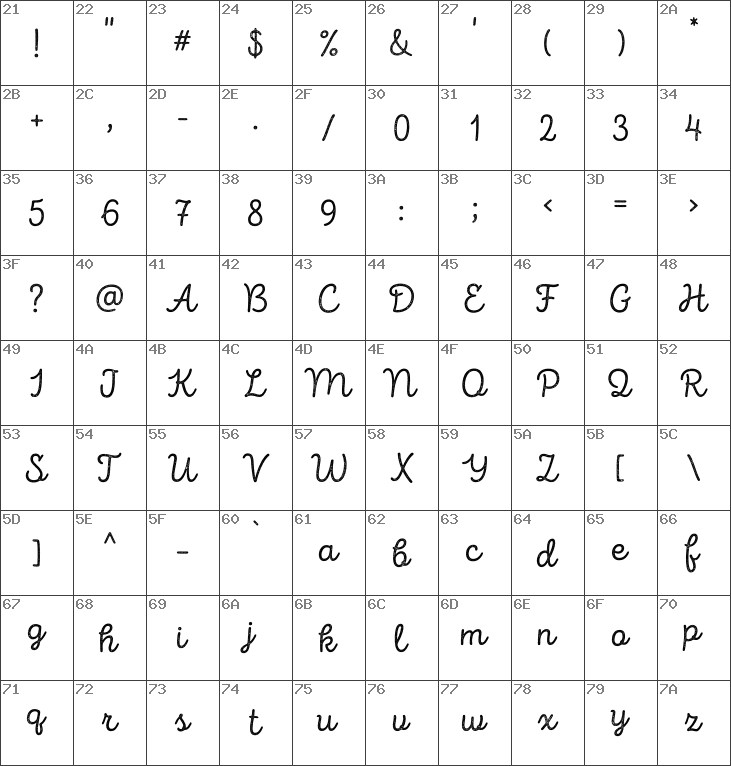 21 22 23 24 25 26 27 28 29 2A
! " # $ % & ' ( ) *
2B 2C 2D 2E 2F 30 31 32 33 34
+ , - . / 0 1 2 3 4
35 36 37 38 39 3A 3B 3C 3D 3E
5 6 7 8 9 : ; < = >
3F 40 41 42 43 44 45 46 47 48
? @ A B C D E F G H
49 4A 4B 4C 4D 4E 4F 50 51 52
I J K L M N O P Q R
53 54 55 56 57 58 59 5A 5B 5C
S T U V W X Y Z [ \
5D 5E 5F 60 61 62 63 64 65 66
] ^ _ ` a b c d e f
67 68 69 6A 6B 6C 6D 6E 6F 70
g h i j k l m n o p
71 72 73 74 75 76 77 78 79 7A
q r s t u v w x y z